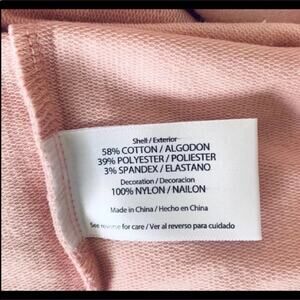 Shell / Exterior
58% COTTON / ALGODON
39% POLYESTER / POLIESTER
3% SPANDEX / ELASTANO
Decoration / Decoracion
100% NYLON / NAILON
Made in China / Hecho en China
See reverse for care / Ver al reverso para cuidado